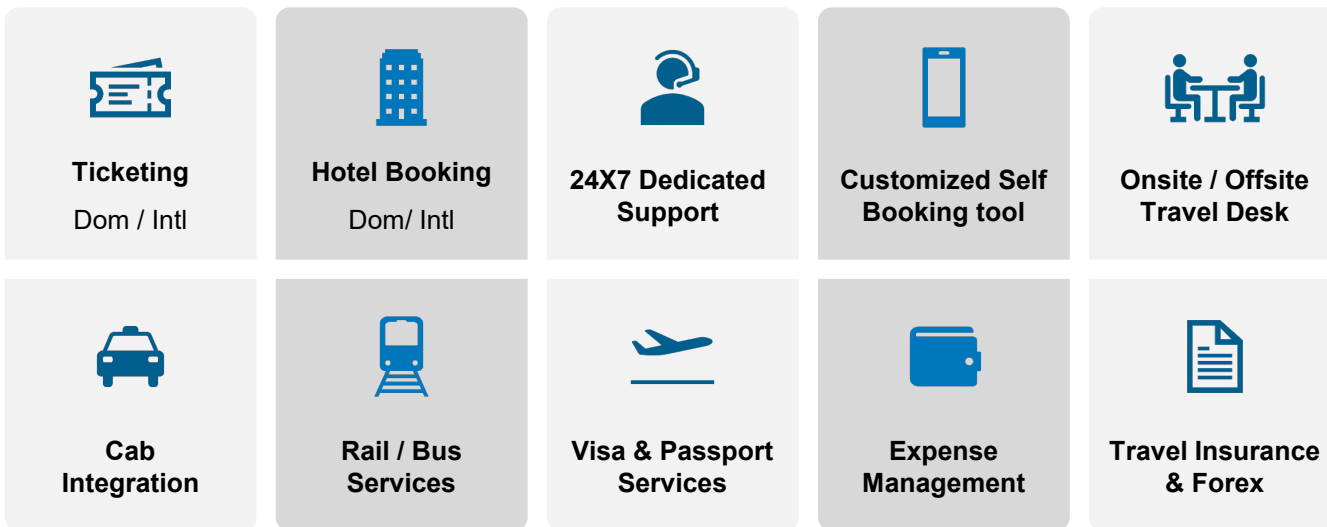 Ticketing
Dom / Intl
Hotel Booking
Dom/ Intl
24X7 Dedicated
Support
Customized Self
Booking tool
Onsite / Offsite
Travel Desk
Cab
Integration
Rail / Bus
Services
Visa & Passport
Services
Expense
Management
Travel Insurance
& Forex